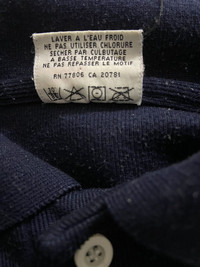 LAVER A L'EAU FROID
NE PAS UTILISER CHLORURE
SECHER PAR CULBUTAGE
A BASSE TEMPERATURE
NE PAS REPASSER LE MOTIF
RN 77806 CA 20781